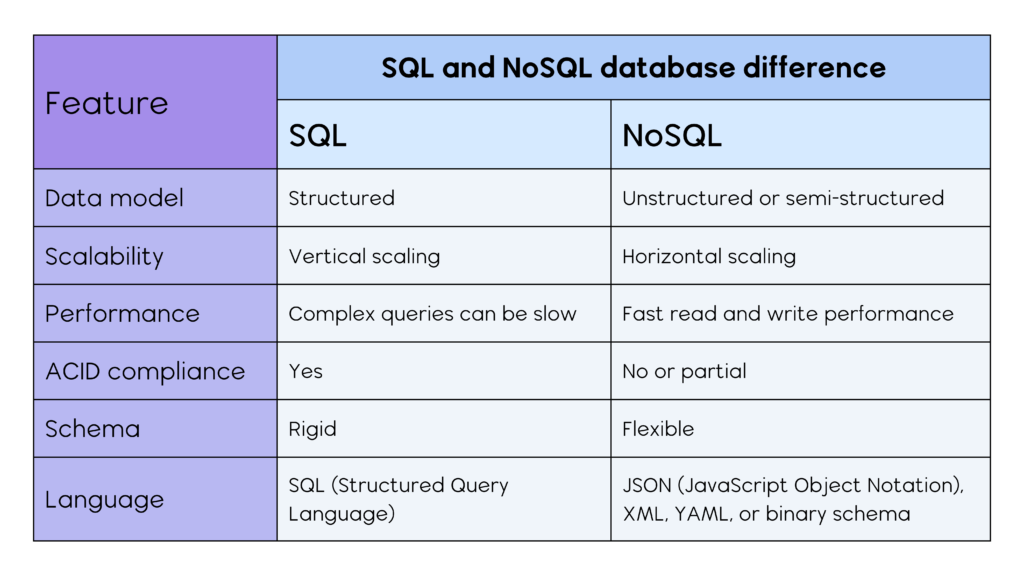 SQL and NoSQL database difference
Feature
SQL
NoSQL
Data model
Structured
Unstructured or semi-structured
Scalability
Vertical scaling
Horizontal scaling
Performance
Complex queries can be slow
Fast read and write performance
ACID compliance
Yes
No or partial
Schema
Rigid
Flexible
Language
SQL (Structured Query
Language)
JSON (JavaScript Object Notation),
XML, YAML, or binary schema